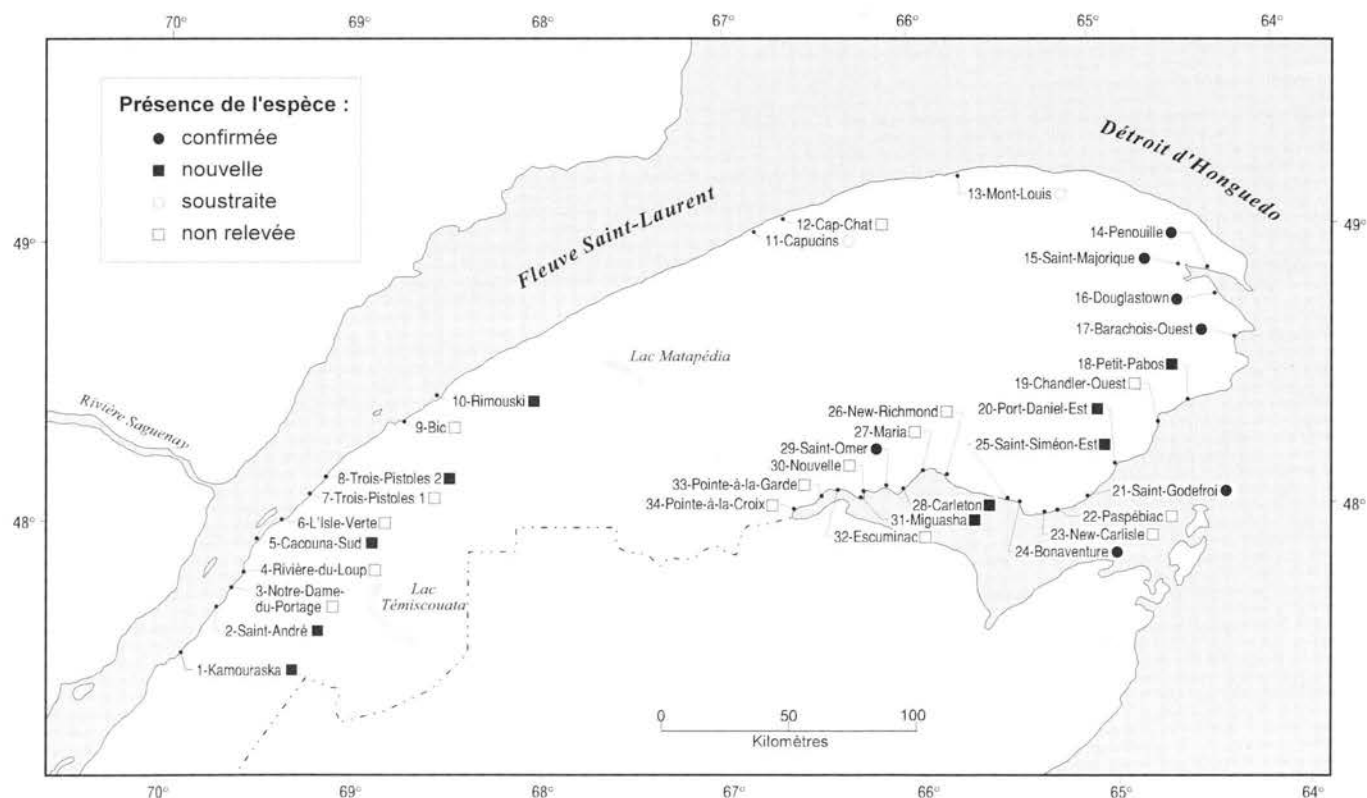 70° 69° 68° 67° 66° 65° 64°
Présence de l'espèce :
confirmée
nouvelle
soustraite
non relevée
Détroit d'Honguedo
Fleuve Saint-Laurent
13-Mont-Louis
12-Cap-Chat
11-Capucins
49°
49°
14-Penouille
15-Saint-Majorique
16-Douglastown
17-Barachois-Ouest
18-Petit-Pabos
19-Chandler-Ouest
20-Port-Daniel-Est
25-Saint-Siméon-Est
Lac Matapédia
Rivière Saguenay
10-Rimouski
9-Bic
26-New-Richmond
27-Maria
29-Saint-Omer
30-Nouvelle
33-Pointe-à-la-Garde
34-Pointe-à-la-Croix
8-Trois-Pistoles 2
7-Trois-Pistoles 1
6-L'Isle-Verte
5-Cacouna-Sud
4-Rivière-du-Loup
3-Notre-Dame-
du-Portage
2-Saint-André
1-Kamouraska
48°
48°
28-Carleton
31-Miguasha
32-Escuminac
21-Saint-Godefroi
22-Paspébiac
23-New-Carlisle
24-Bonaventure
Lac
Témiscouata
0 50 100
Kilomètres
70° 69° 68° 67° 66° 65° 64°